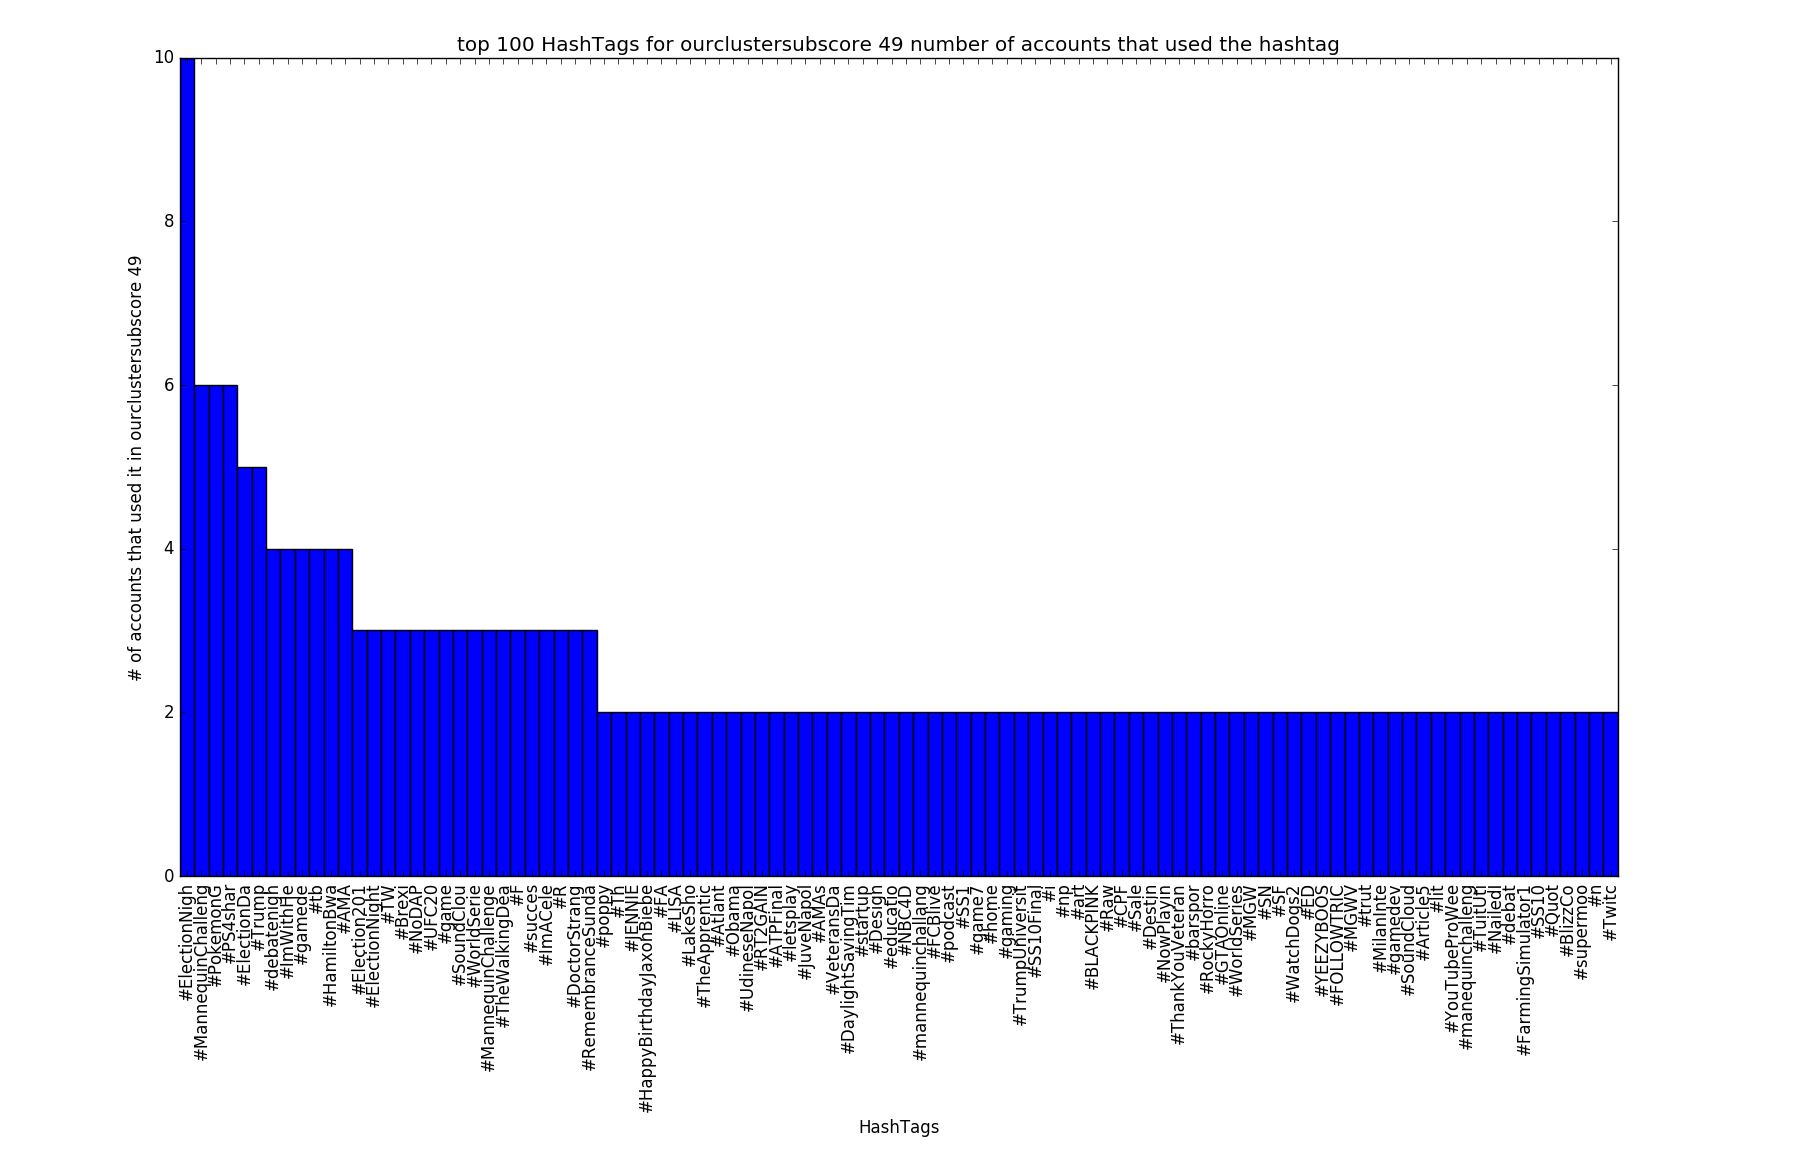 top 100 HashTags for ourclustersubscore 49 number of accounts that used the hashtag
10
8
6
4
2
0
# of accounts that used it in ourclustersubscore 49
#ElectionNigh
#MannequinChalleng
#PokemonG
#PS4shar
#ElectionDa
#Trump
#debatenigh
#ImWithHe
#gamede
#tb
#HamiltonBwa
#AMA
#Election201
#ElectionNight
#TW
#Brexi
#NoDAP
#UFC20
#game
#SoundClou
#WorldSerie
#MannequinChallenge
#TheWalkingDea
#F
#succes
#ImACele
#R
#DoctorStrang
#RemembranceSunda
#poppy
#Th
#JENNIE
#HappyBirthdayJaxonBiebe
#FA
#LISA
#LakeSho
#TheApprentic
#Atlant
#Obama
#UdineseNapol
#RT2GAIN
#ATPFinal
#letsplay
#JuveNapol
#AMAs
#VeteransDa
#DaylightSavingTim
#startup
#Design
#educatio
#NBC4D
#mannequinchallang
#FCBlive
#podcast
#SS1
#game7
#home
#gaming
#TrumpUniversit
#SS10Final
#i
#np
#art
#BLACKPINK
#Raw
#CPF
#Sale
#Destin
#NowPlayin
#ThankYouVeteran
#barspor
#RockyHorro
#GTAOnline
#WorldSeries
#MGW
#SN
#SF
#WatchDogs2
#ED
#YEEZYBOOS
#FOLLOWTRIC
#MGWV
#trut
#MilanInte
#gamedev
#SoundCloud
#Article5
#lit
#YouTubeProWee
#manequinchalleng
#TuitUti
#Nailedl
#debat
#FarmingSimulator1
#SS10
#Quot
#BlizzCo
#supermoo
#n
#Twitc
HashTags